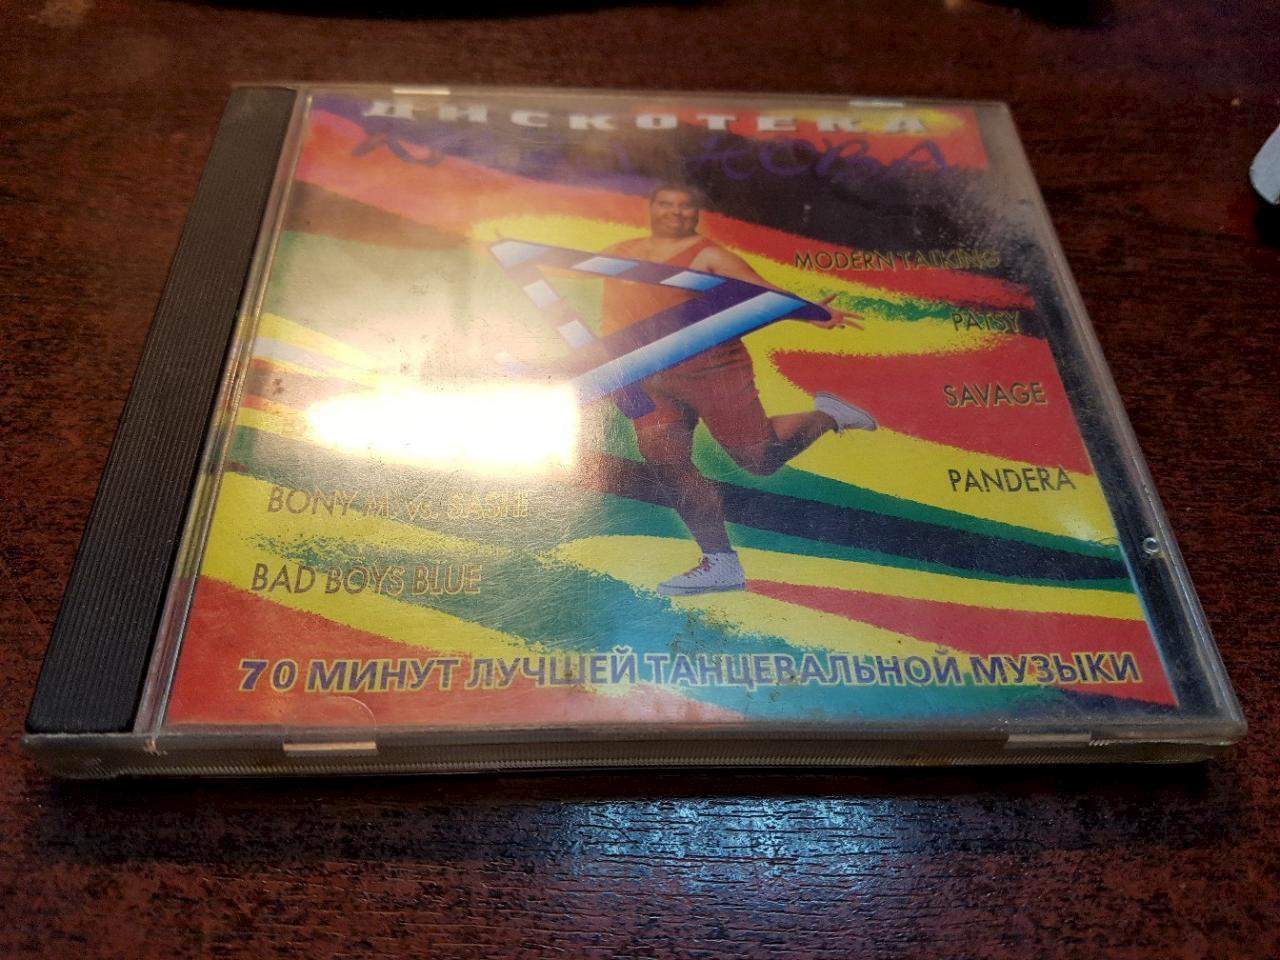 ДИСКОТЕКА
MODERN TALKING
PATSY
SAVAGE
PANDERA
BONY M. vs. SASH!
BAD BOYS BLUE
70 МИНУТ ЛУЧШЕЙ ТАНЦЕВАЛЬНОЙ МУЗЫКИ